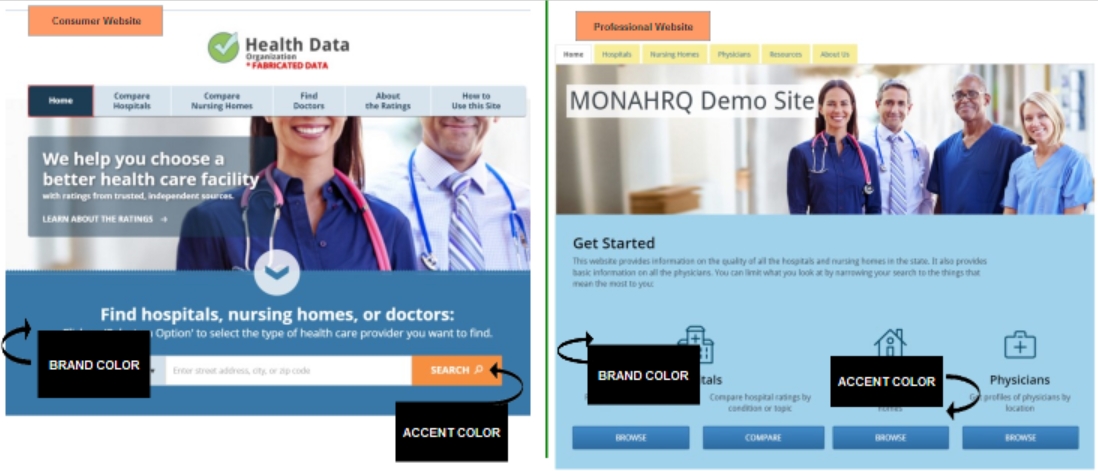 Consumer Website
Health Data
Organization
* FABRICATED DATA
Home
Compare
Hospitals
Compare
Nursing Homes
Find
Doctors
About
the Ratings
How to
Use this Site
We help you choose a
better health care facility
with ratings from trusted, independent sources.
LEARN ABOUT THE RATINGS →
Find hospitals, nursing homes, or doctors:
Option' to select the type of health care provider you want to find.
BRAND COLOR
Enter street address, city, or zip code
SEARCH
ACCENT COLOR
Professional Website
Home
Hospitals
Nursing Homes
Physicians
Resources
About Us
MONAHRQ Demo Site
Get Started
This website provides information on the quality of all the hospitals and nursing homes in the state. It also provides
basic information on all the physicians. You can limit what you look at by narrowing your search to the things that
mean the most to you:
BRAND COLOR
tals
Compare hospital ratings by
condition or topic
ACCENT COLOR
homes
Physicians
Get profiles of physicians by
location
BROWSE
COMPARE
BROWSE
BROWSE